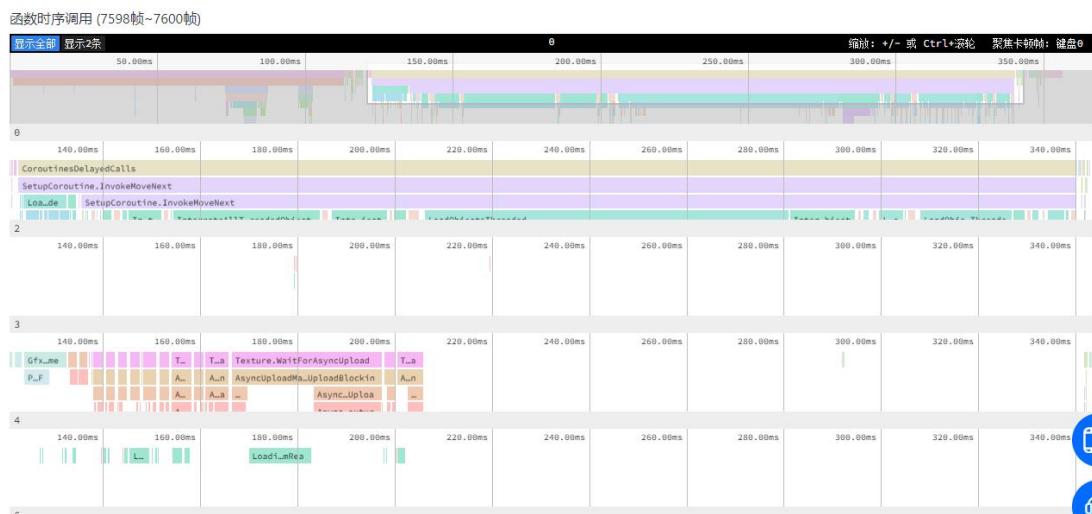 函数时序调用 (7598帧~7600帧)
显示全部 显示2条 0 缩放: +/- 或 Ctrl+滚轮 聚焦卡顿帧: 键盘0
50.00ms 100.00ms 150.00ms 200.00ms 250.00ms 300.00ms 350.00ms
0
140.00ms 160.00ms 180.00ms 200.00ms 220.00ms 240.00ms 260.00ms 280.00ms 300.00ms 320.00ms 340.00ms
CoroutinesDelayedCalls
SetupCoroutine.InvokeMoveNext
Loa…de SetupCoroutine.InvokeMoveNext
2
140.00ms 160.00ms 180.00ms 200.00ms 220.00ms 240.00ms 260.00ms 280.00ms 300.00ms 320.00ms 340.00ms
3
140.00ms 160.00ms 180.00ms 200.00ms 220.00ms 240.00ms 260.00ms 280.00ms 300.00ms 320.00ms 340.00ms
Gfx…me T… T…a Texture.WaitForAsyncUpload T…a
P…F A… A…n AsyncUploadMa…UploadBlockin A…n
A… A…a … Async…Uploa …
4
140.00ms 160.00ms 180.00ms 200.00ms 220.00ms 240.00ms 260.00ms 280.00ms 300.00ms 320.00ms 340.00ms
L… Loadi…mRea